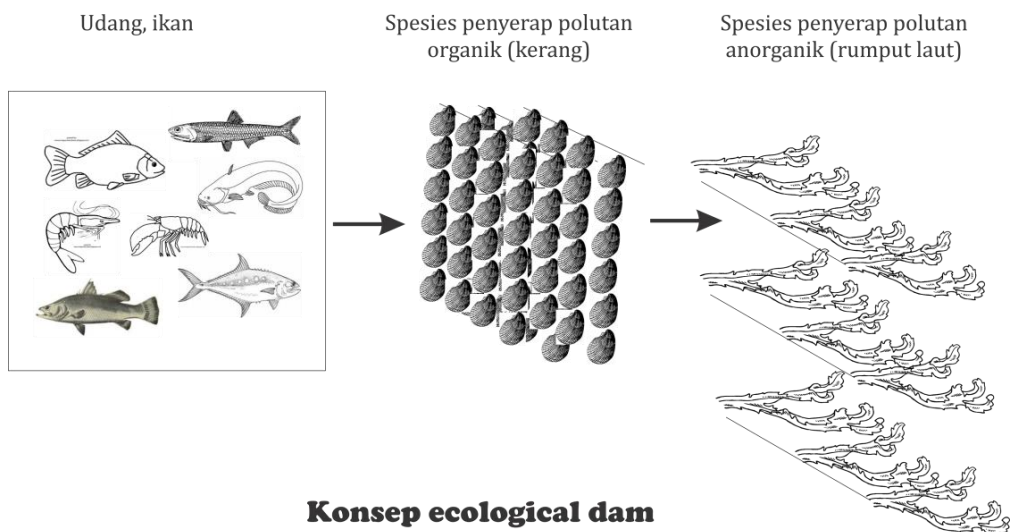 Udang, ikan
Spesies penyerap polutan
organik (kerang)
Spesies penyerap polutan
anorganik (rumput laut)
Konsep ecological dam